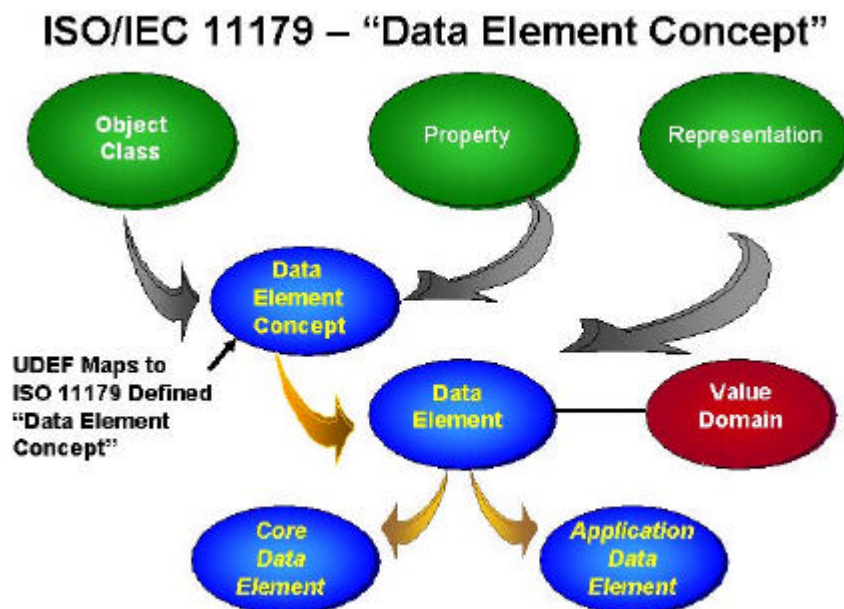 ISO/IEC 11179 – “Data Element Concept”
Object
Class
Property
Representation
Data
Element
Concept
UDEF Maps to
ISO 11179 Defined
“Data Element
Concept”
Data
Element
Value
Domain
Core
Data
Element
Application
Data
Element